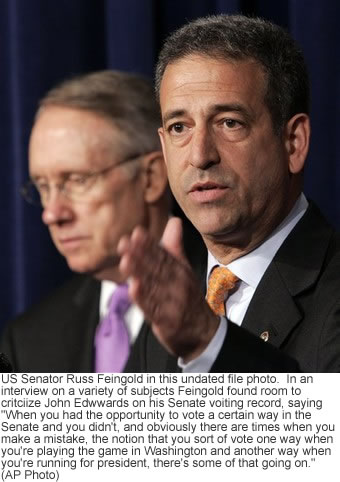 US Senator Russ Feingold in this undated file photo.  In an
interview on a variety of subjects Feingold found room to
critciize John Edwwards on his Senate voiting record, saying
"When you had the opportunity to vote a certain way in the
Senate and you didn't, and obviously there are times when you
make a mistake, the notion that you sort of vote one way when
you're playing the game in Washington and another way when
you're running for president, there's some of that going on."
(AP Photo)